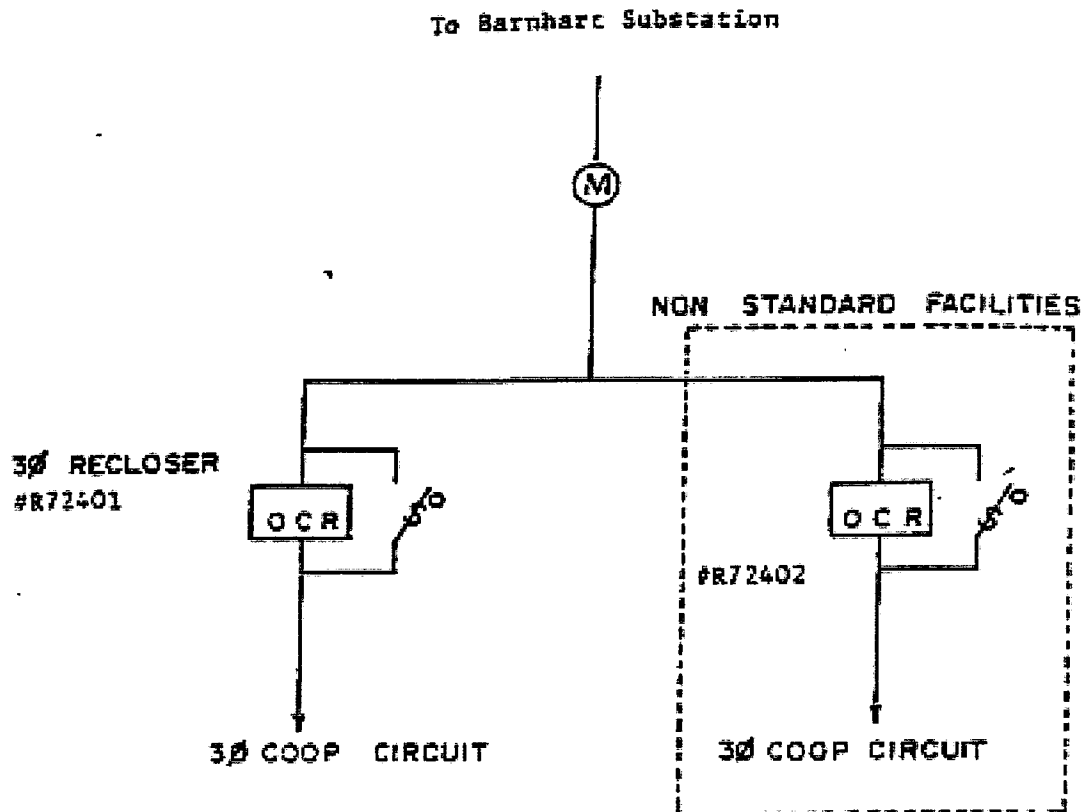 To Barnhart Substation
M
NON STANDARD FACILITIES
3Ø RECLOSER
#R72401
OCR
OCR
#R72402
3Ø COOP CIRCUIT
3Ø COOP CIRCUIT